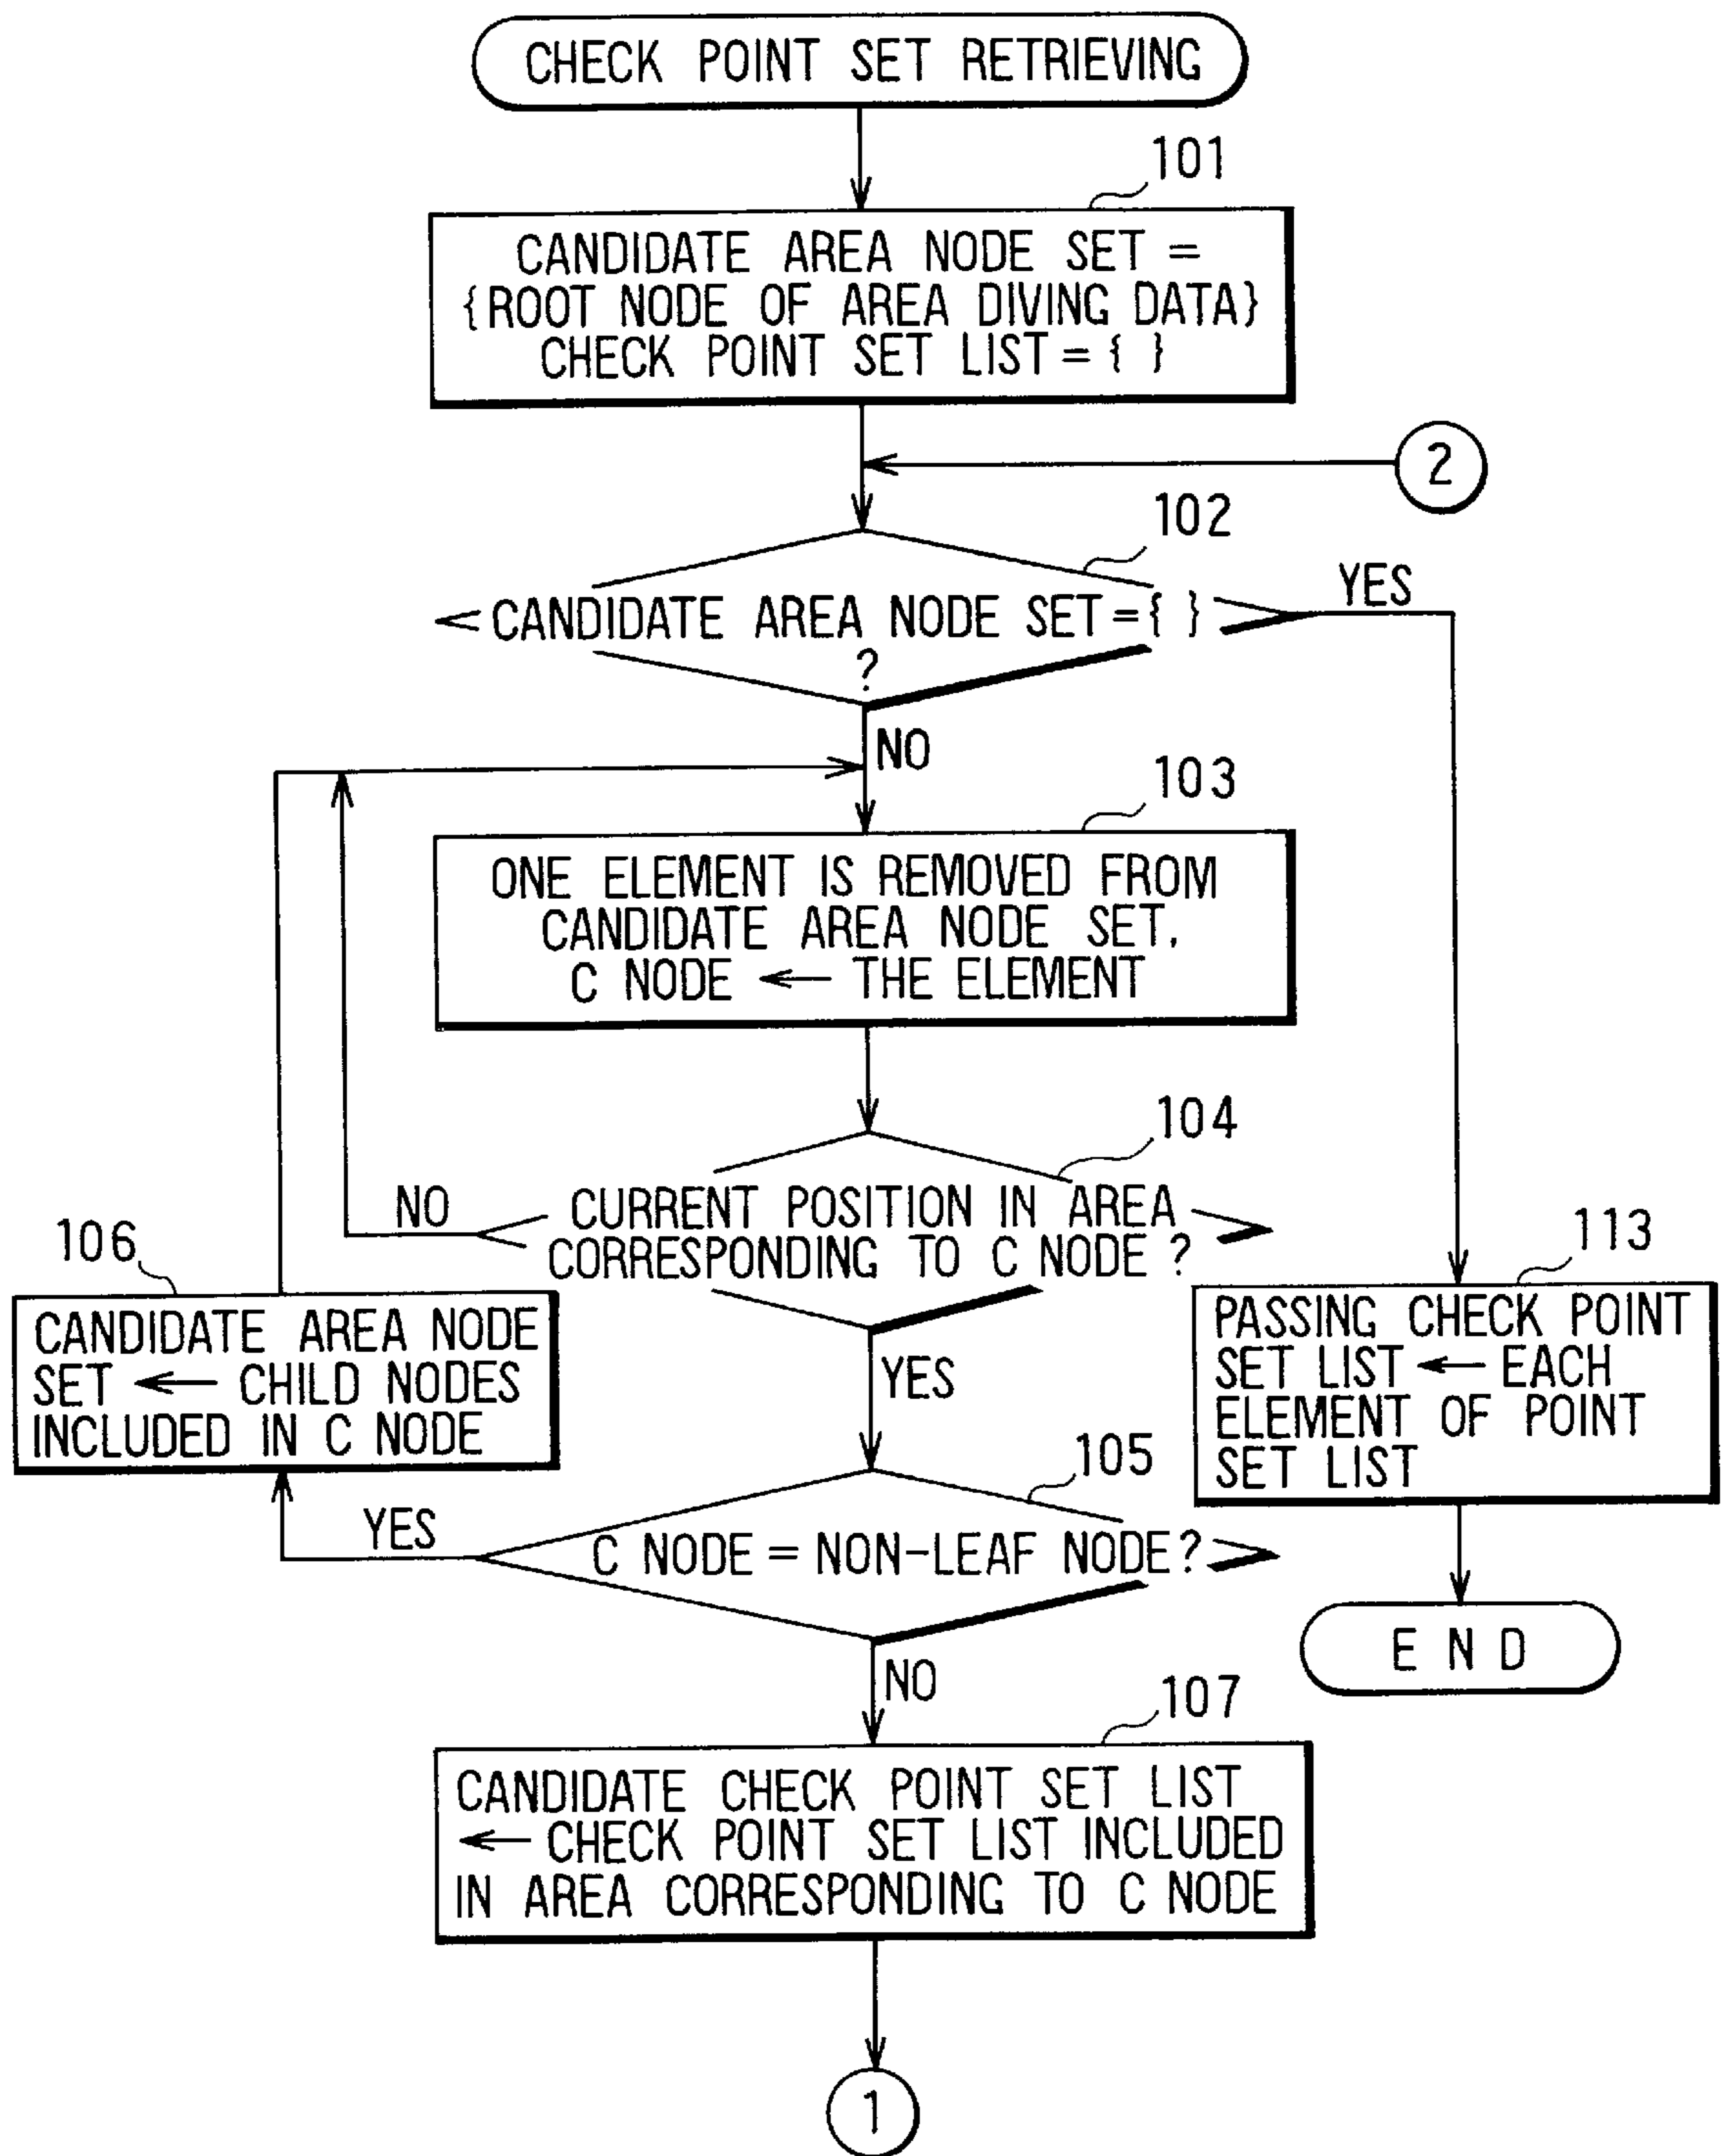 CHECK POINT SET RETRIEVING
101
CANDIDATE AREA NODE SET =
{ROOT NODE OF AREA DIVING DATA}
CHECK POINT SET LIST = { }
2
102
CANDIDATE AREA NODE SET = { }
?
YES
NO
103
ONE ELEMENT IS REMOVED FROM
CANDIDATE AREA NODE SET,
C NODE ← THE ELEMENT
104
CURRENT POSITION IN AREA
CORRESPONDING TO C NODE ?
NO
YES
106
CANDIDATE AREA NODE
SET ← CHILD NODES
INCLUDED IN C NODE
113
PASSING CHECK POINT
SET LIST ← EACH
ELEMENT OF POINT
SET LIST
105
C NODE = NON-LEAF NODE?
YES
NO
END
107
CANDIDATE CHECK POINT SET LIST
← CHECK POINT SET LIST INCLUDED
IN AREA CORRESPONDING TO C NODE
1